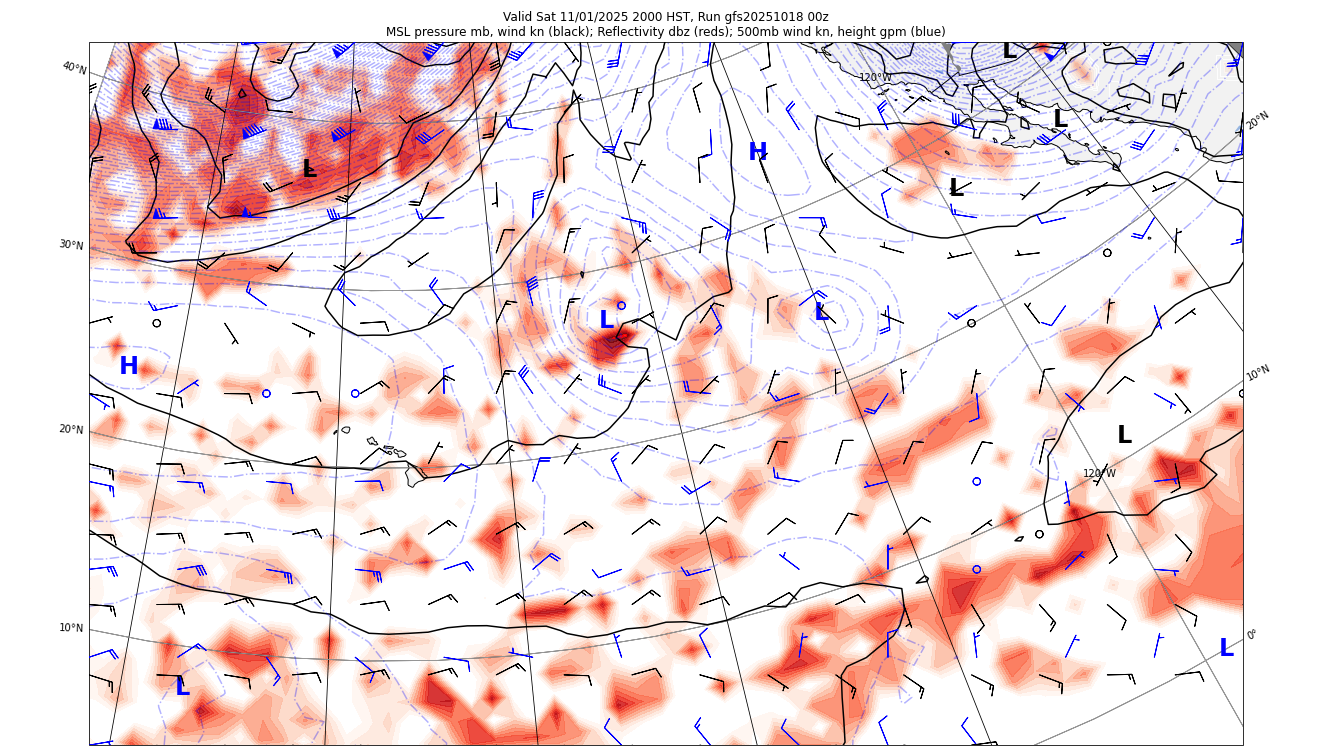 Valid Sat 11/01/2025 2000 HST, Run gfs20251018 00z
MSL pressure mb, wind kn (black); Reflectivity dbz (reds); 500mb wind kn, height gpm (blue)
L
40°N
120°W
L
20°N
H
L
L
30°N
L
L
H
10°N
20°N
L
120°W
10°N
0°
L
L